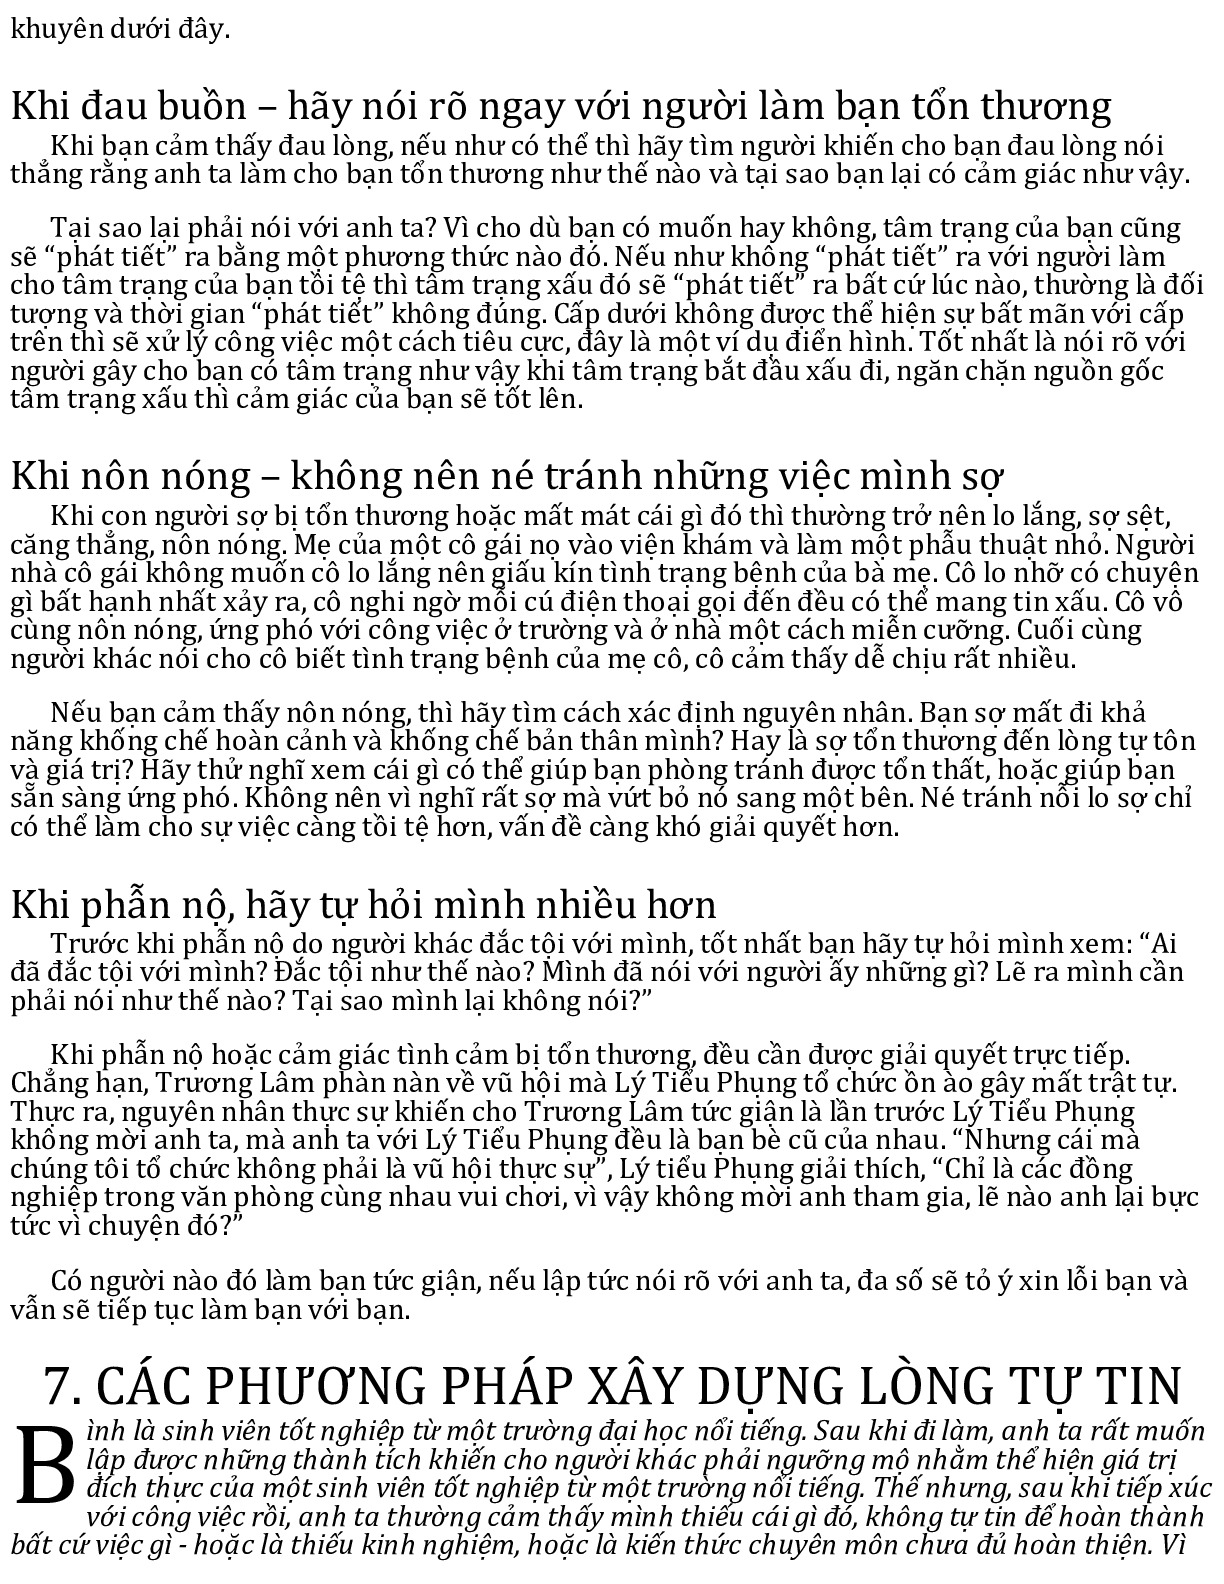 khuyên dưới đây.
Khi đau buồn – hãy nói rõ ngay với người làm bạn tổn thương
Khi bạn cảm thấy đau lòng, nếu như có thể thì hãy tìm người khiến cho bạn đau lòng nói
thẳng rằng anh ta làm cho bạn tổn thương như thế nào và tại sao bạn lại có cảm giác như vậy.
Tại sao lại phải nói với anh ta? Vì cho dù bạn có muốn hay không, tâm trạng của bạn cũng
sẽ “phát tiết” ra bằng một phương thức nào đó. Nếu như không “phát tiết” ra với người làm
cho tâm trạng của bạn tồi tệ thì tâm trạng xấu đó sẽ “phát tiết” ra bất cứ lúc nào, thường là đối
tượng và thời gian “phát tiết” không đúng. Cấp dưới không được thể hiện sự bất mãn với cấp
trên thì sẽ xử lý công việc một cách tiêu cực, đây là một ví dụ điển hình. Tốt nhất là nói rõ với
người gây cho bạn có tâm trạng như vậy khi tâm trạng bắt đầu xấu đi, ngăn chặn nguồn gốc
tâm trạng xấu thì cảm giác của bạn sẽ tốt lên.
Khi nôn nóng – không nên né tránh những việc mình sợ
Khi con người sợ bị tổn thương hoặc mất mát cái gì đó thì thường trở nên lo lắng, sợ sệt,
căng thẳng, nôn nóng. Mẹ của một cô gái nọ vào viện khám và làm một phẫu thuật nhỏ. Người
nhà cô gái không muốn cô lo lắng nên giấu kín tình trạng bệnh của bà mẹ. Cô lo nhỡ có chuyện
gì bất hạnh nhất xảy ra, cô nghi ngờ mỗi cú điện thoại gọi đến đều có thể mang tin xấu. Cô vô
cùng nôn nóng, ứng phó với công việc ở trường và ở nhà một cách miễn cưỡng. Cuối cùng
người khác nói cho cô biết tình trạng bệnh của mẹ cô, cô cảm thấy dễ chịu rất nhiều.
Nếu bạn cảm thấy nôn nóng, thì hãy tìm cách xác định nguyên nhân. Bạn sợ mất đi khả
năng khống chế hoàn cảnh và khống chế bản thân mình? Hay là sợ tổn thương đến lòng tự tôn
và giá trị? Hãy thử nghĩ xem cái gì có thể giúp bạn phòng tránh được tổn thất, hoặc giúp bạn
sẵn sàng ứng phó. Không nên vì nghĩ rất sợ mà vứt bỏ nó sang một bên. Né tránh nỗi lo sợ chỉ
có thể làm cho sự việc càng tồi tệ hơn, vấn đề càng khó giải quyết hơn.
Khi phẫn nộ, hãy tự hỏi mình nhiều hơn
Trước khi phẫn nộ do người khác đắc tội với mình, tốt nhất bạn hãy tự hỏi mình xem: “Ai
đã đắc tội với mình? Đắc tội như thế nào? Mình đã nói với người ấy những gì? Lẽ ra mình cần
phải nói như thế nào? Tại sao mình lại không nói?”
Khi phẫn nộ hoặc cảm giác tình cảm bị tổn thương, đều cần được giải quyết trực tiếp.
Chẳng hạn, Trương Lâm phàn nàn về vũ hội mà Lý Tiểu Phụng tổ chức ồn ào gây mất trật tự.
Thực ra, nguyên nhân thực sự khiến cho Trương Lâm tức giận là lần trước Lý Tiểu Phụng
không mời anh ta, mà anh ta với Lý Tiểu Phụng đều là bạn bè cũ của nhau. “Nhưng cái mà
chúng tôi tổ chức không phải là vũ hội thực sự”, Lý tiểu Phụng giải thích, “Chỉ là các đồng
nghiệp trong văn phòng cùng nhau vui chơi, vì vậy không mời anh tham gia, lẽ nào anh lại bực
tức vì chuyện đó?”
Có người nào đó làm bạn tức giận, nếu lập tức nói rõ với anh ta, đa số sẽ tỏ ý xin lỗi bạn và
vẫn sẽ tiếp tục làm bạn với bạn.
7. CÁC PHƯƠNG PHÁP XÂY DỰNG LÒNG TỰ TIN
Bình là sinh viên tốt nghiệp từ một trường đại học nổi tiếng. Sau khi đi làm, anh ta rất muốn
lập được những thành tích khiến cho người khác phải ngưỡng mộ nhằm thể hiện giá trị
đích thực của một sinh viên tốt nghiệp từ một trường nổi tiếng. Thế nhưng, sau khi tiếp xúc
với công việc rồi, anh ta thường cảm thấy mình thiếu cái gì đó, không tự tin để hoàn thành
bất cứ việc gì - hoặc là thiếu kinh nghiệm, hoặc là kiến thức chuyên môn chưa đủ hoàn thiện. Vì